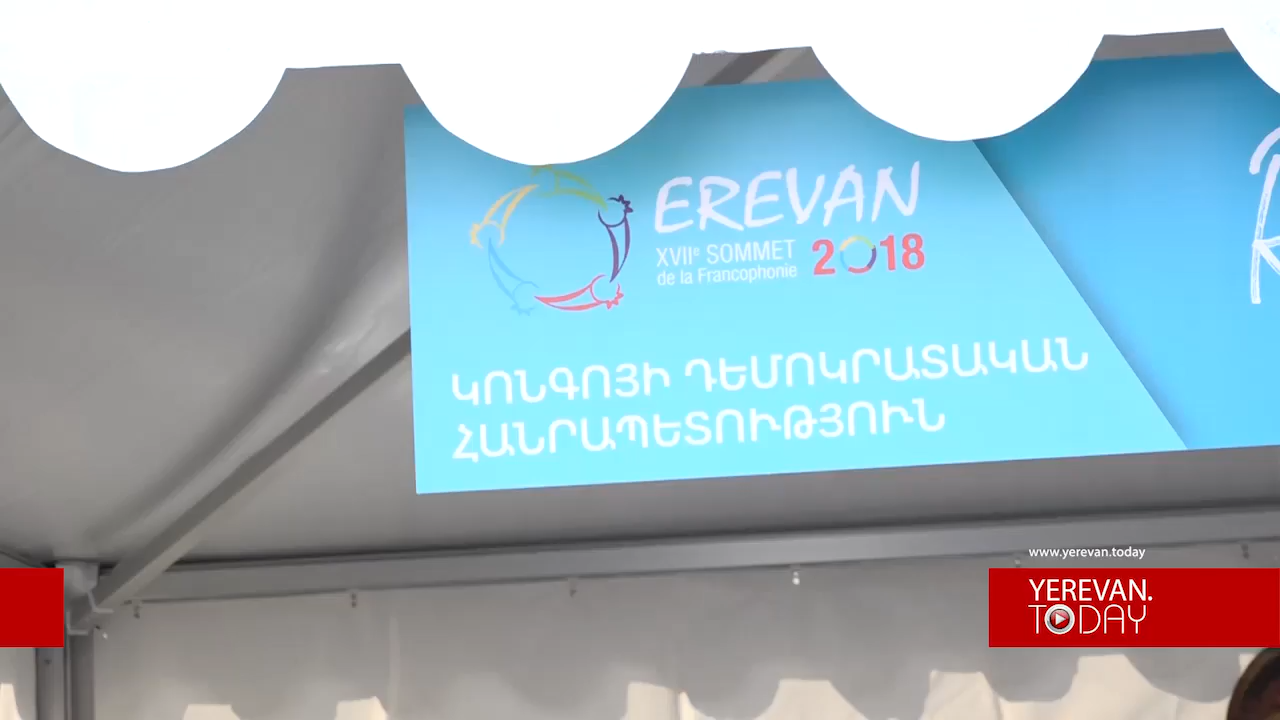 EREVAN
XVIIe SOMMET
de la Francophonie
2018
ԿՈՆԳՈՅԻ ԴԵՄՈԿՐԱՏԱԿԱՆ
ՀԱՆՐԱՊԵՏՈՒԹՅՈՒՆ
www.yerevan.today
YEREVAN.
TODAY